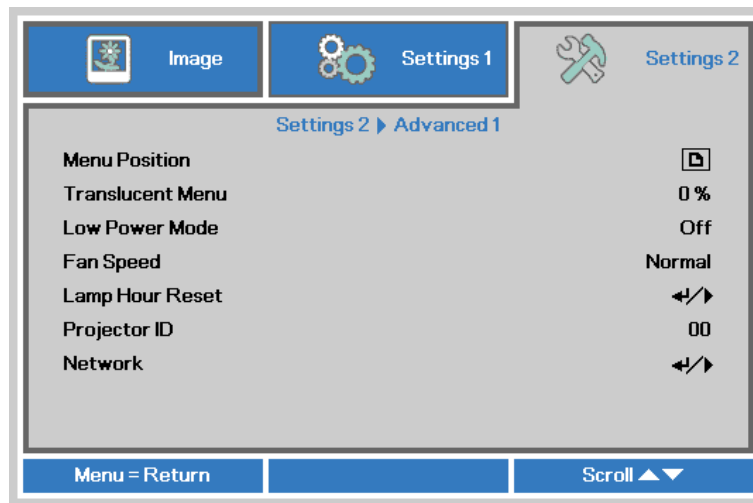 Image Settings 1 Settings 2
Settings 2 ▶ Advanced 1
Menu Position
Translucent Menu 0 %
Low Power Mode Off
Fan Speed Normal
Lamp Hour Reset ↵/▶
Projector ID 00
Network ↵/▶
Menu = Return Scroll ▲▼